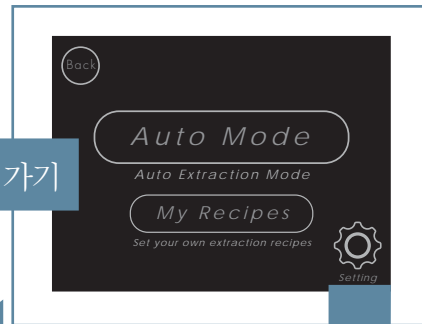 Back
Auto Mode
Auto Extraction Mode
가기
My Recipes
Set your own extraction recipes
Setting